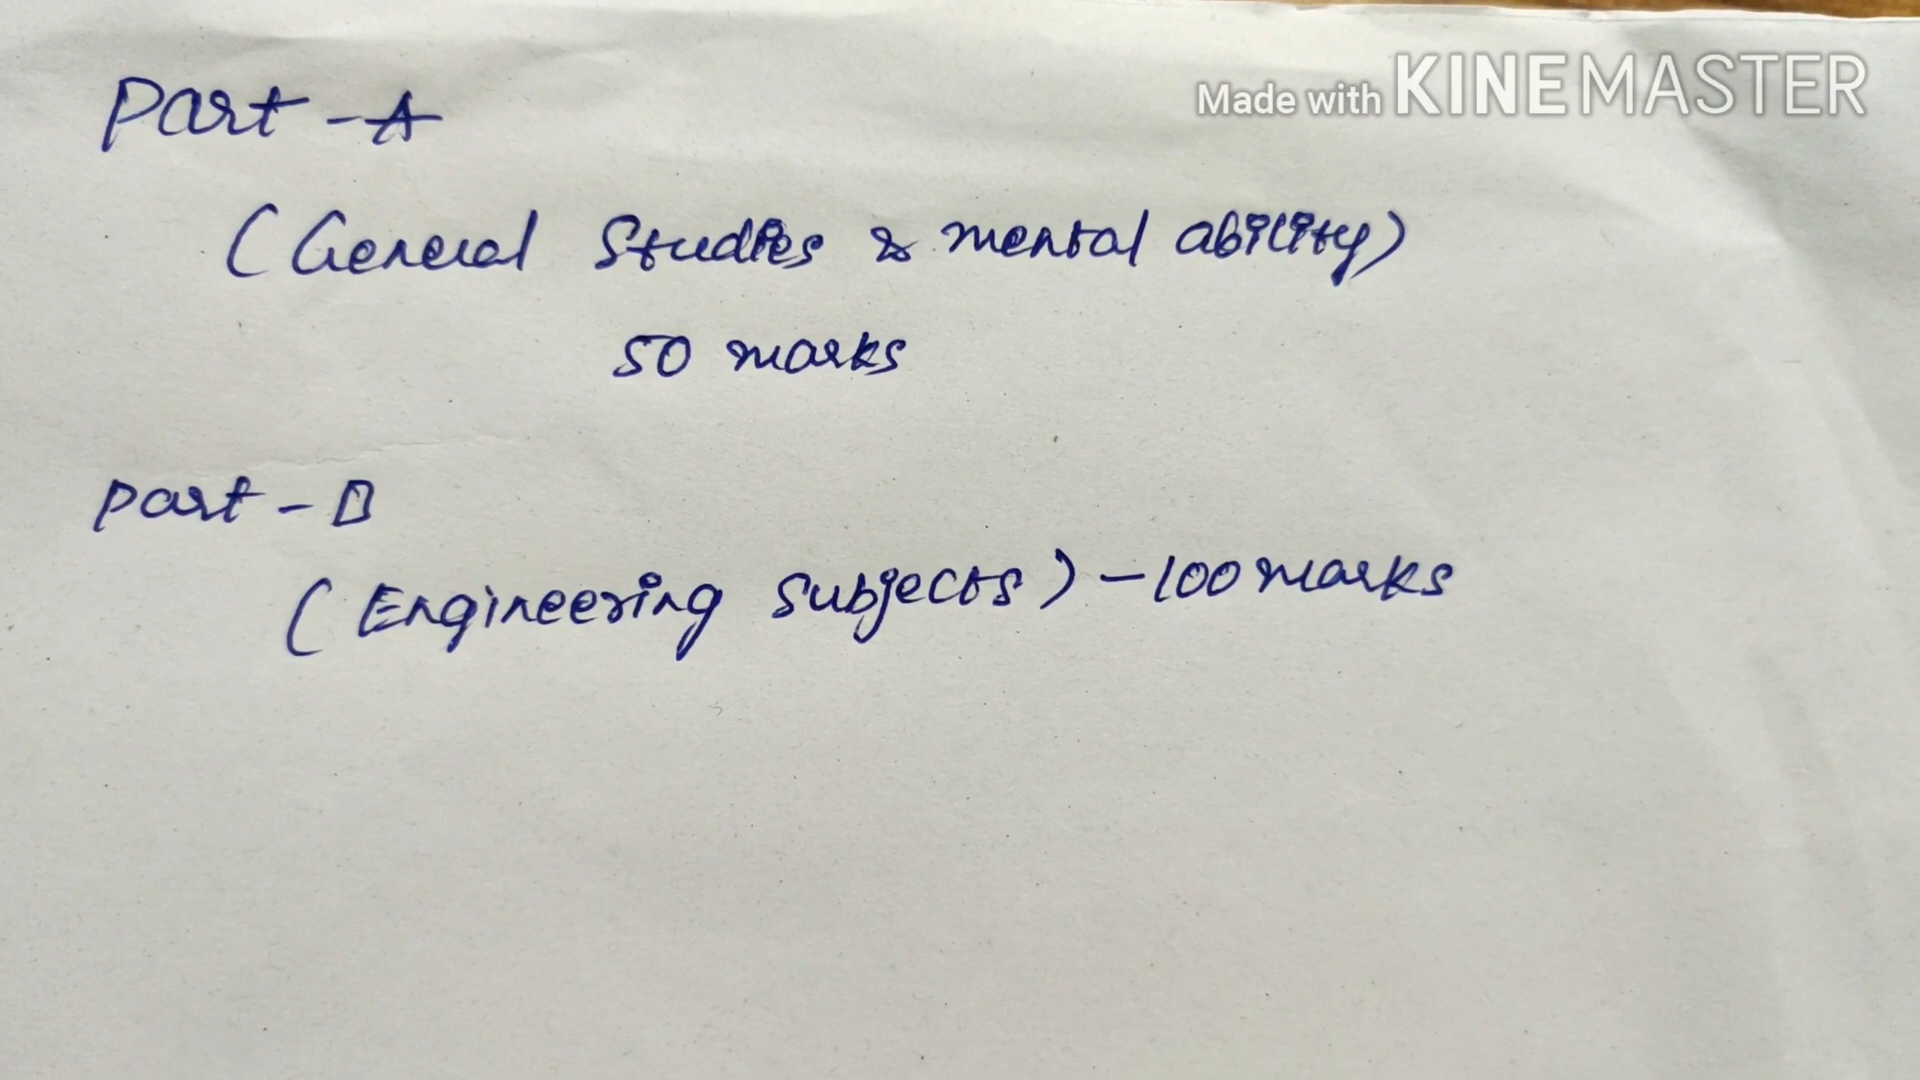 Part - A
Made with KINEMASTER
(General Studies & mental ability)
50 marks
part - B
(Engineering subjects) - 100 marks